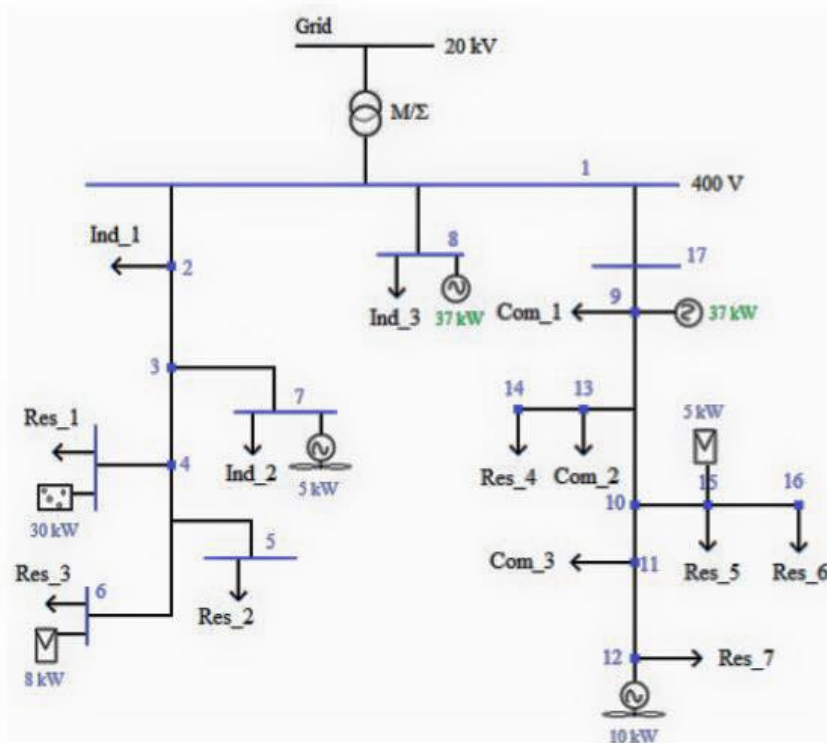 Grid
20 kV
M/Σ
1
400 V
Ind_1
2
8
17
Ind_3
37 kW
Com_1
9
37 kW
3
7
14
13
5 kW
Res_1
4
Ind_2
5 kW
Res_4
Com_2
15
16
30 kW
10
5
Com_3
11
Res_5
Res_6
Res_3
6
Res_2
12
Res_7
8 kW
10 kW